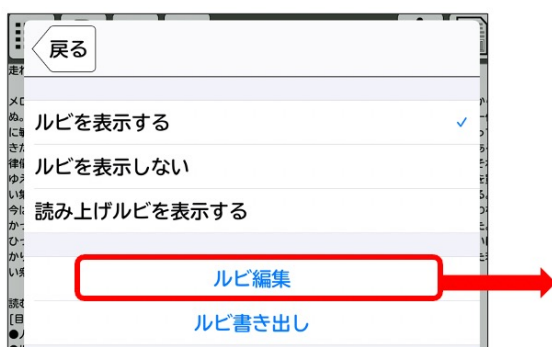 戻る
ルビを表示する
ルビを表示しない
読み上げルビを表示する
ルビ編集
ルビ書き出し